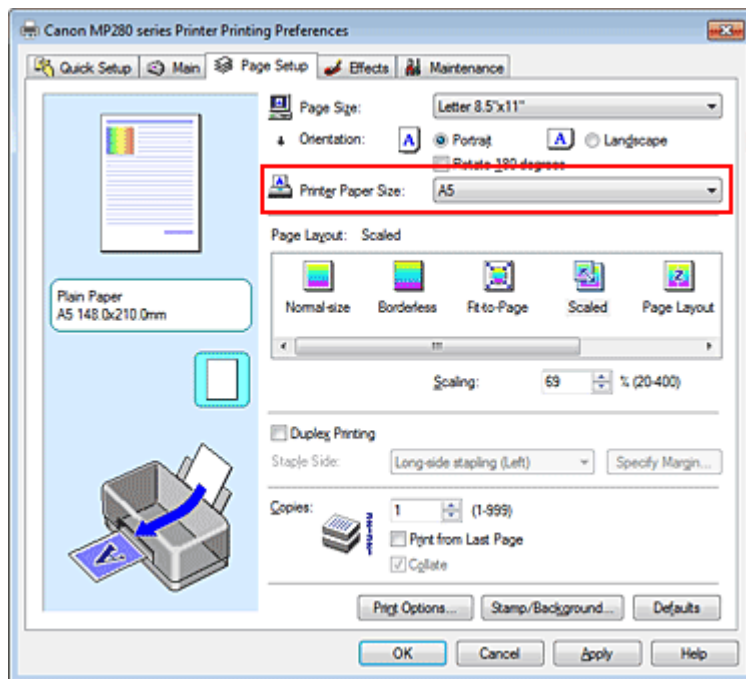 Canon MP280 series Printer Printing Preferences
Quick Setup Main Page Setup Effects Maintenance
Page Size: Letter 8.5"x11"
Orientation: A Portrait A Landscape
Rotate 180 degrees
Printer Paper Size: A5
Page Layout: Scaled
Normal-size Borderless Fit-to-Page Scaled Page Layout
Plain Paper
A5 148.0x210.0mm
Scaling: 69 % (20-400)
Duplex Printing
Staple Side: Long-side stapling (Left) Specify Margin...
Copies: 1 (1-999)
Print from Last Page
Collate
Print Options... Stamp/Background... Defaults
OK Cancel Apply Help